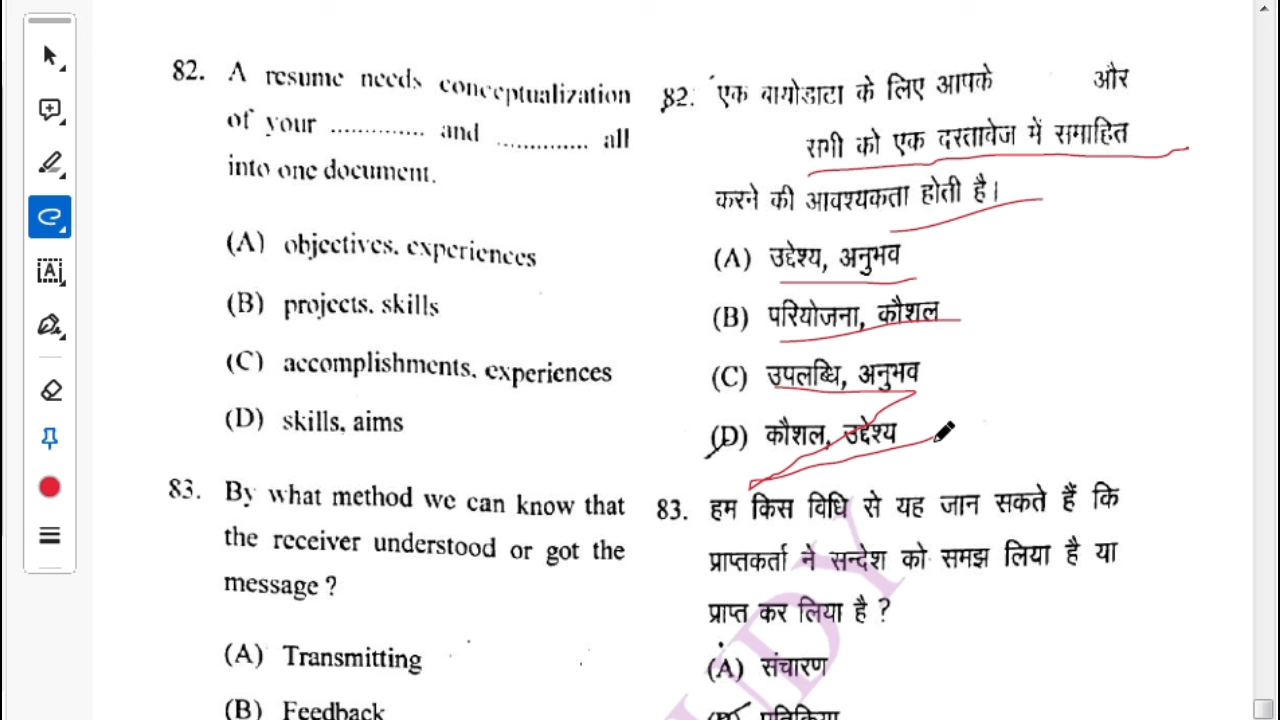 82. A resume needs conceptualization
of your .............. and .............. all
into one document.
(A) objectives, experiences
(B) projects, skills
(C) accomplishments, experiences
(D) skills, aims
83. By what method we can know that
the receiver understood or got the
message ?
(A) Transmitting
(B) Feedback
82. एक बायोडाटा के लिए आपके और
सभी को एक दस्तावेज में समाहित
करने की आवश्यकता होती है।
(A) उद्देश्य, अनुभव
(B) परियोजना, कौशल
(C) उपलब्धि, अनुभव
(D) कौशल, उद्देश्य
83. हम किस विधि से यह जान सकते हैं कि
प्राप्तकर्ता ने सन्देश को समझ लिया है या
प्राप्त कर लिया है ?
(A) संचारण
(B) प्रतिक्रिया
UDY